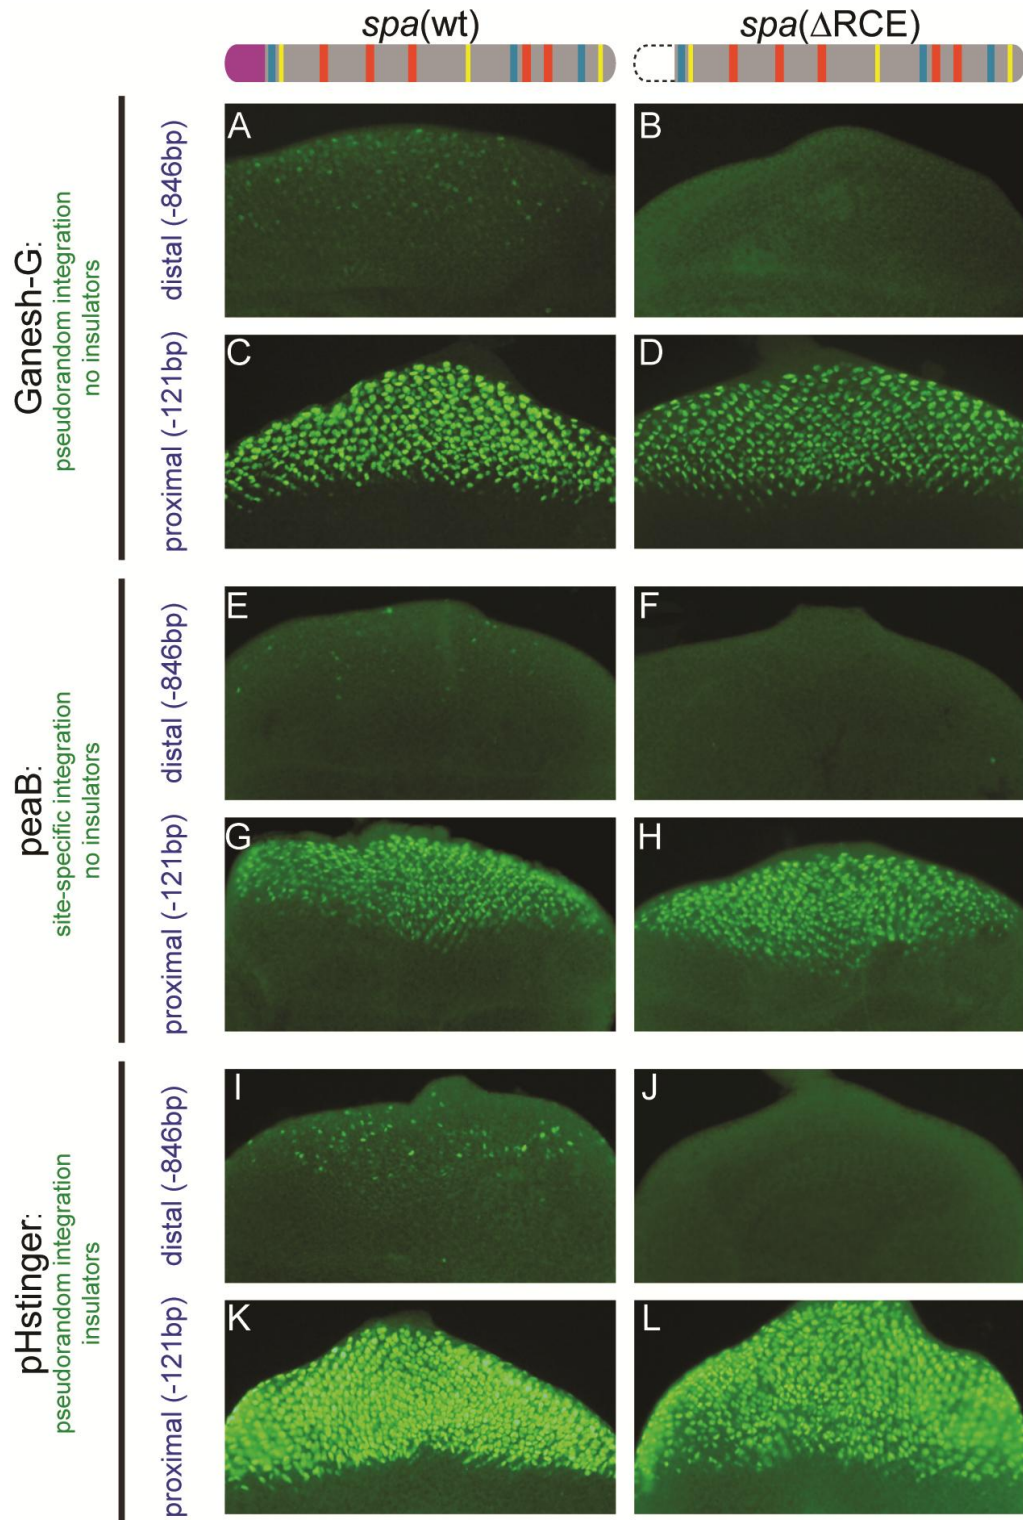 spa(wt)
spa(ΔRCE)
Ganesh-G:
pseudorandom integration
no insulators
distal (-846bp)
A
B
proximal (-121bp)
C
D
peaB:
site-specific integration
no insulators
distal (-846bp)
E
F
proximal (-121bp)
G
H
pHstinger:
pseudorandom integration
insulators
distal (-846bp)
I
J
proximal (-121bp)
K
L